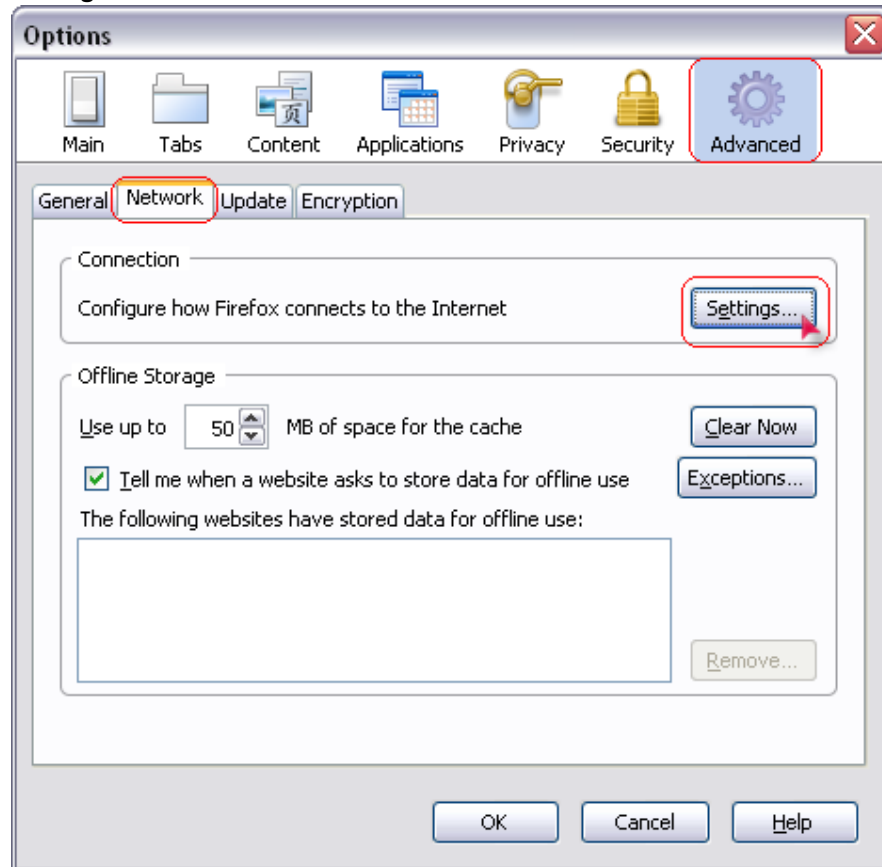 Options
Main Tabs Content Applications Privacy Security Advanced
页
General Network Update Encryption
Connection
Configure how Firefox connects to the Internet Settings...
Offline Storage
Use up to 50 MB of space for the cache Clear Now
Tell me when a website asks to store data for offline use Exceptions...
The following websites have stored data for offline use:
Remove...
OK Cancel Help